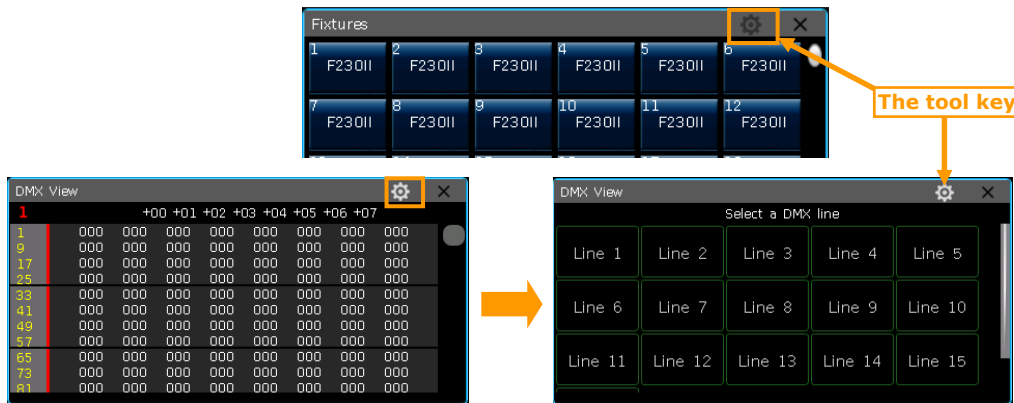 Fixtures
1 2 3 4 5 6
F230II F230II F230II F230II F230II F230II
7 8 9 10 11 12
F230II F230II F230II F230II F230II F230II
The tool key
DMX View
1 +00 +01 +02 +03 +04 +05 +06 +07
1 000 000 000 000 000 000 000 000
9 000 000 000 000 000 000 000 000
17 000 000 000 000 000 000 000 000
25 000 000 000 000 000 000 000 000
33 000 000 000 000 000 000 000 000
41 000 000 000 000 000 000 000 000
49 000 000 000 000 000 000 000 000
57 000 000 000 000 000 000 000 000
65 000 000 000 000 000 000 000 000
73 000 000 000 000 000 000 000 000
81 000 000 000 000 000 000 000 000
DMX View
Select a DMX line
Line 1 Line 2 Line 3 Line 4 Line 5
Line 6 Line 7 Line 8 Line 9 Line 10
Line 11 Line 12 Line 13 Line 14 Line 15